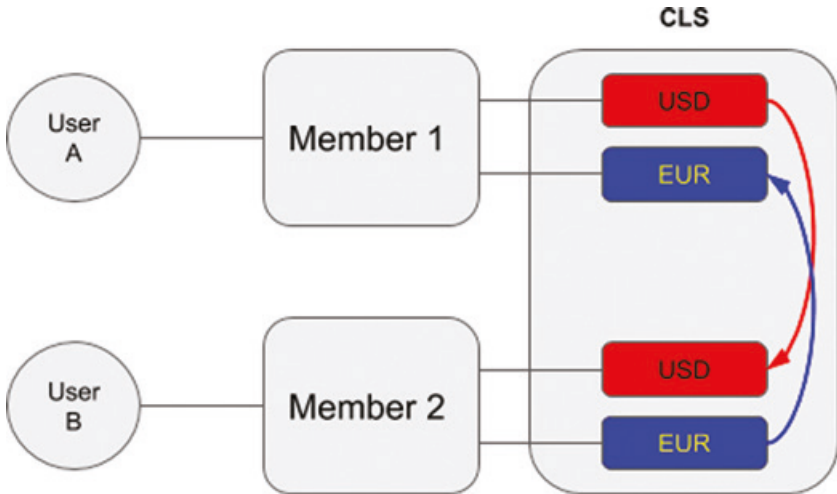 CLS
User
A
Member 1
USD
EUR
User
B
Member 2
USD
EUR